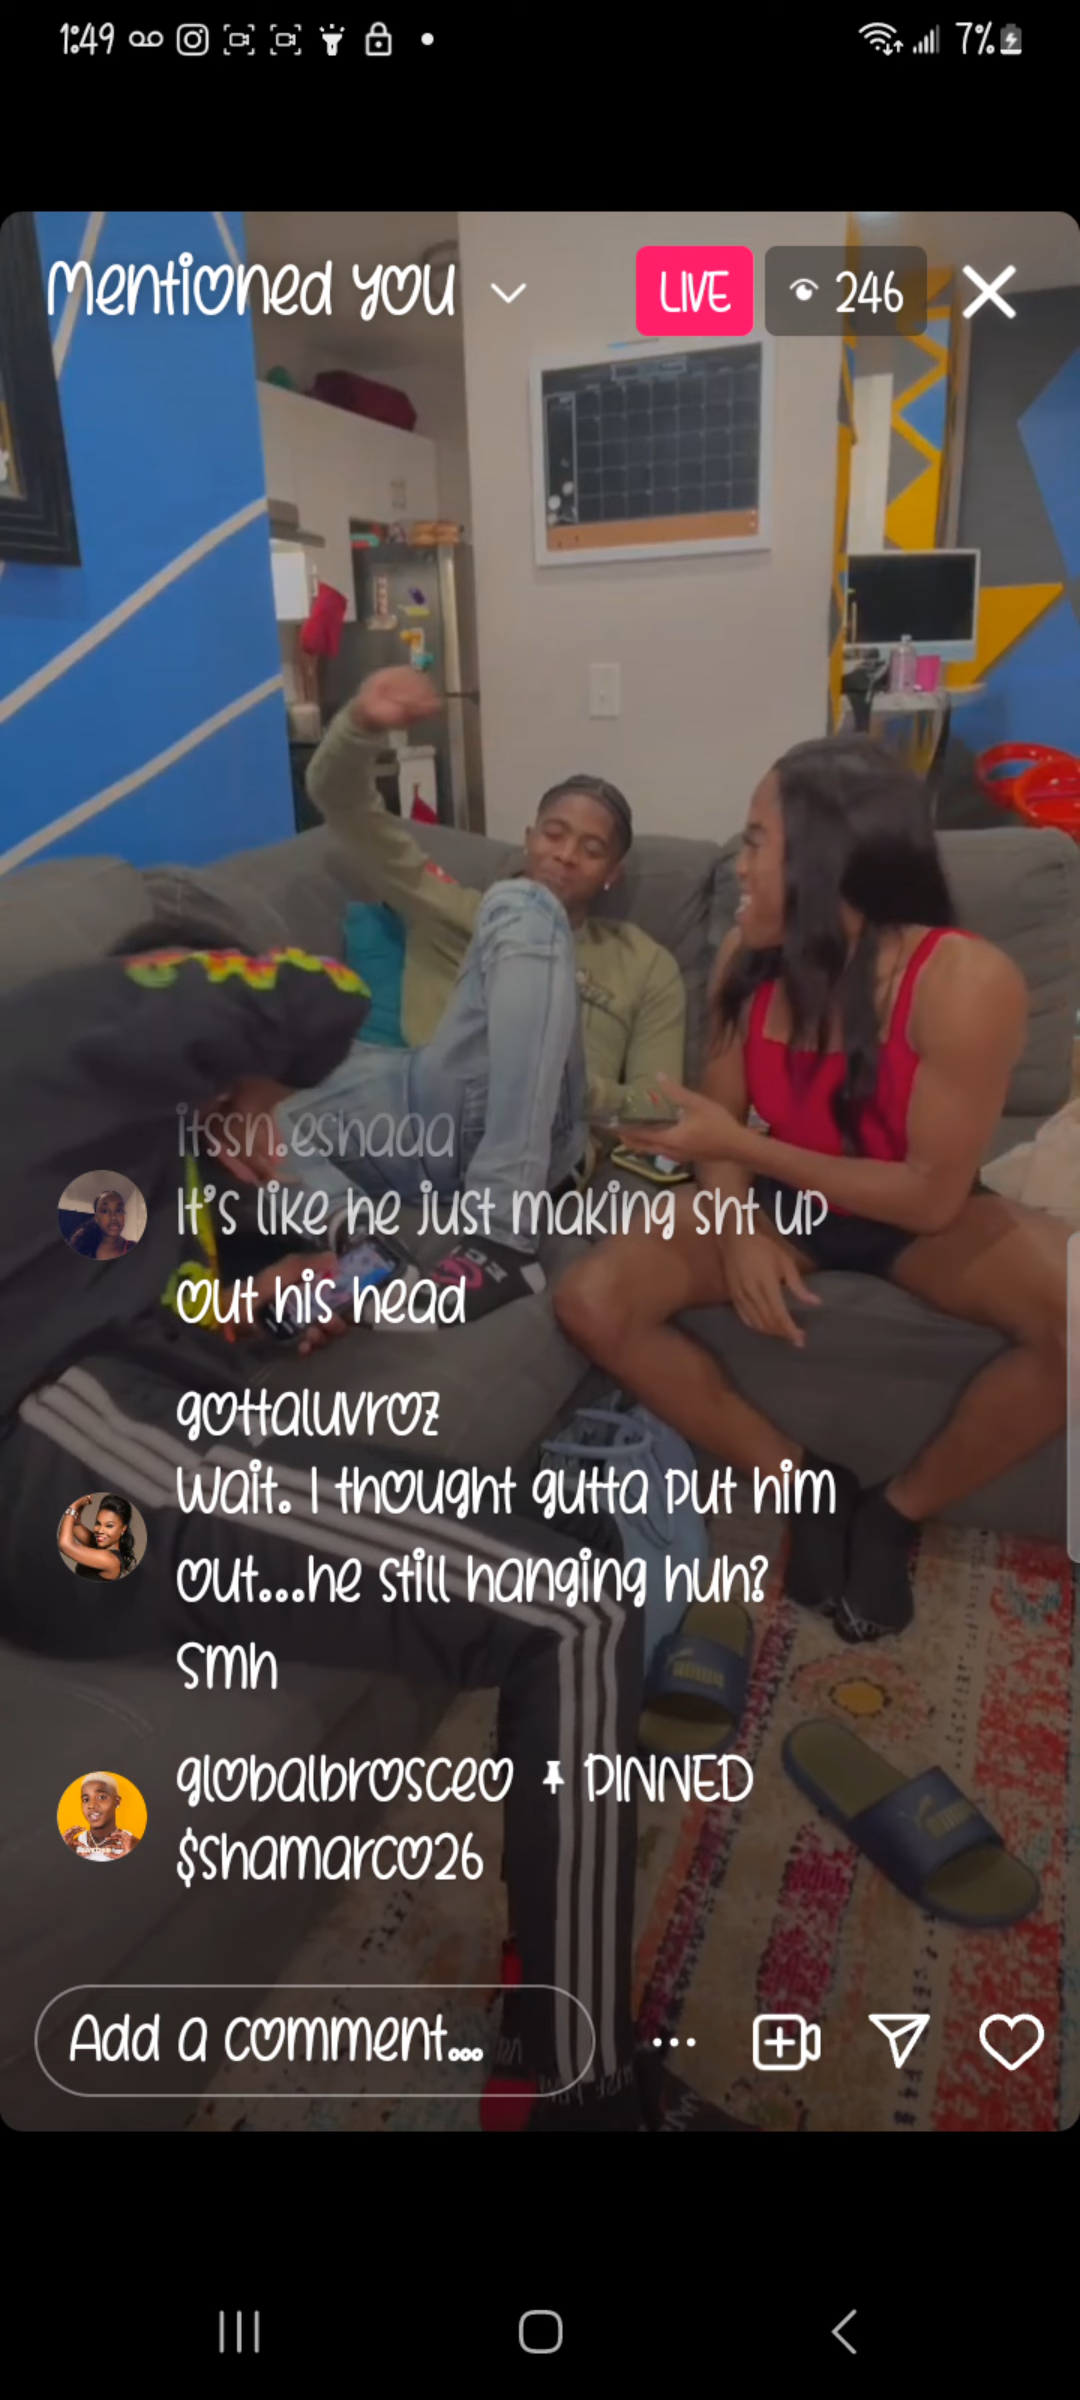 1:49
7%
Mentioned you
LIVE
246
itssn.eshaaa
It's like he just making sht up
out his head
gottaluvroz
Wait. I thought gutta put him
out...he still hanging huh?
Smh
globalbrosceo PINNED
$shamarco26
Add a comment...